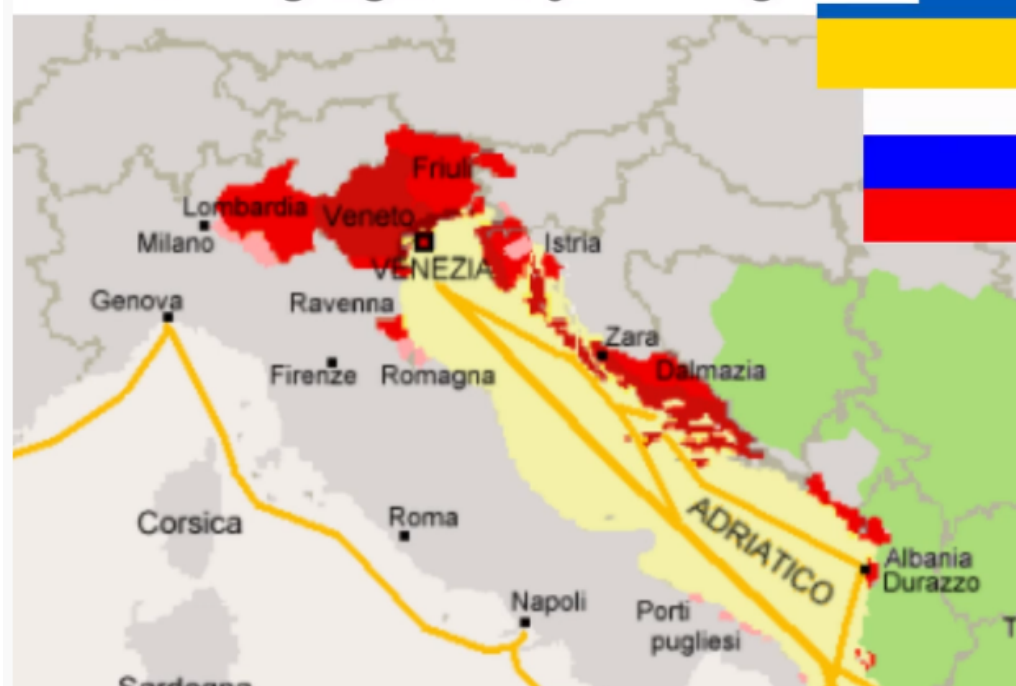 Friuli
Lombardia
Veneto
Milano
VENEZIA
Istria
Genova
Ravenna
Zara
Firenze
Romagna
Dalmazia
Corsica
Roma
ADRIATICO
Albania
Durazzo
Napoli
Porti
pugliesi
T